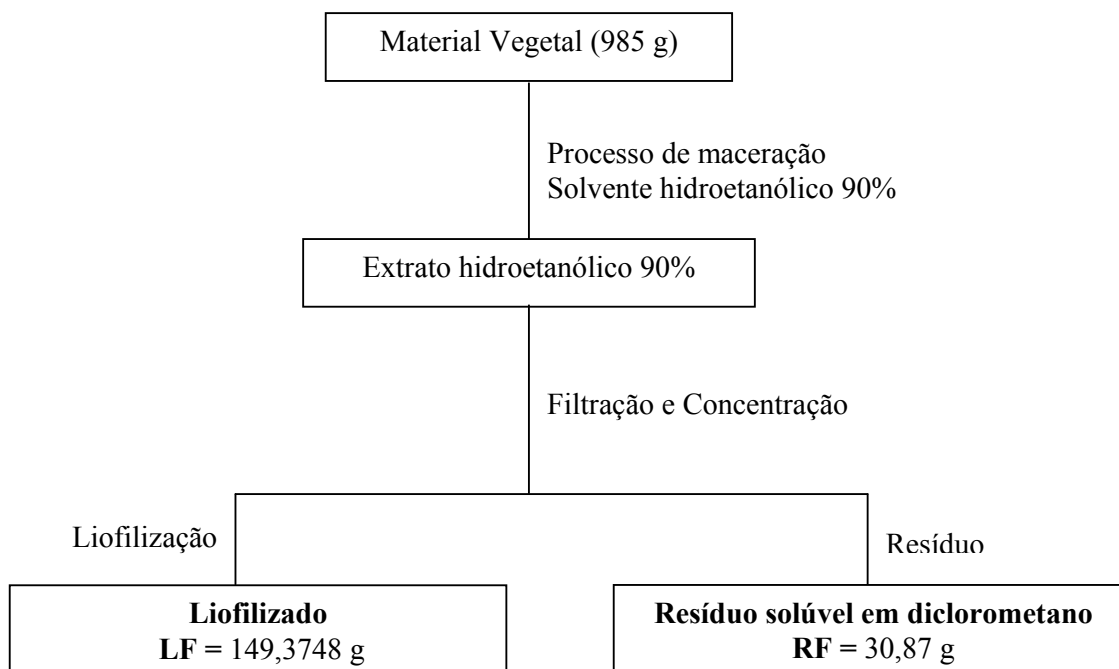 Material Vegetal (985 g)
Processo de maceração
Solvente hidroetanólico 90%
Extrato hidroetanólico 90%
Filtração e Concentração
Liofilização
Resíduo
Liofilizado
LF = 149,3748 g
Resíduo solúvel em diclorometano
RF = 30,87 g